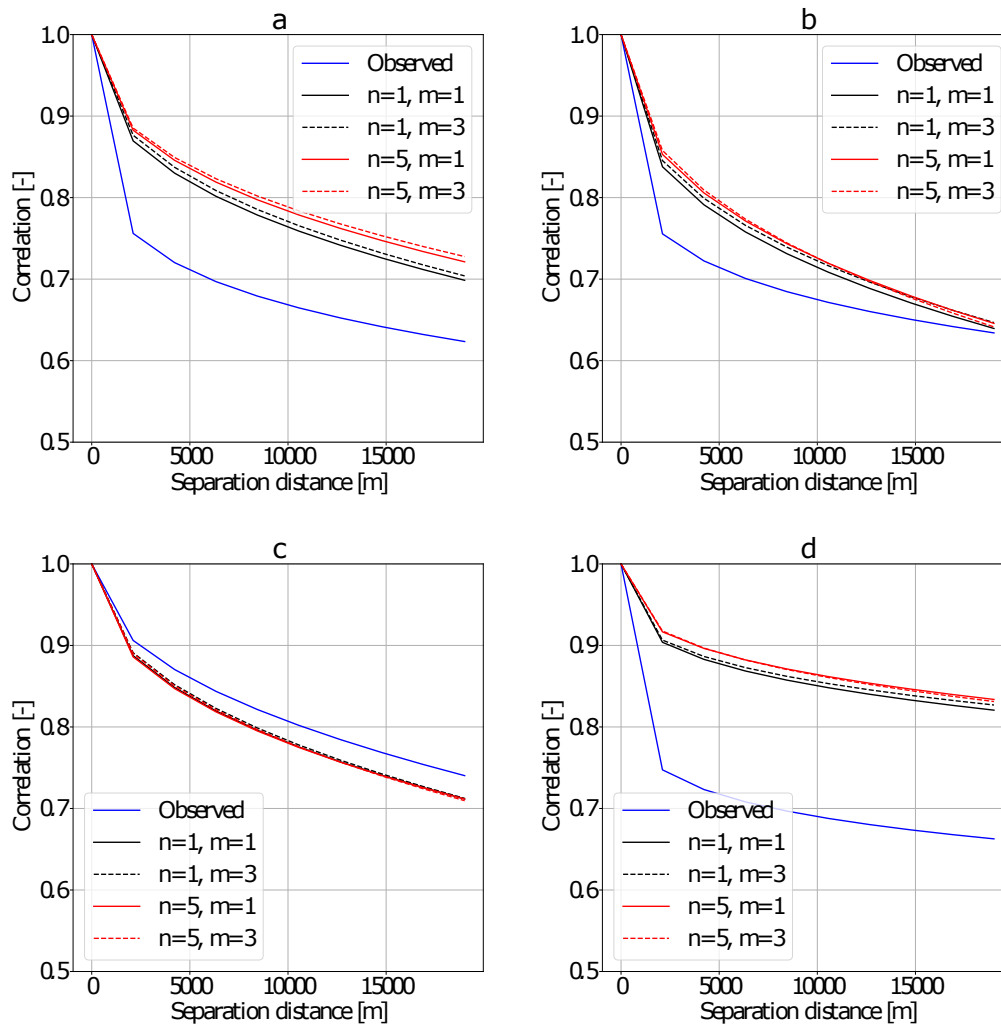 a
1.0
0.9
0.8
0.7
0.6
0.5
Correlation [-]
0
5000
10000
15000
Separation distance [m]
Observed
n=1, m=1
n=1, m=3
n=5, m=1
n=5, m=3
b
1.0
0.9
0.8
0.7
0.6
0.5
Correlation [-]
0
5000
10000
15000
Separation distance [m]
Observed
n=1, m=1
n=1, m=3
n=5, m=1
n=5, m=3
c
1.0
0.9
0.8
0.7
0.6
0.5
Correlation [-]
0
5000
10000
15000
Separation distance [m]
Observed
n=1, m=1
n=1, m=3
n=5, m=1
n=5, m=3
d
1.0
0.9
0.8
0.7
0.6
0.5
Correlation [-]
0
5000
10000
15000
Separation distance [m]
Observed
n=1, m=1
n=1, m=3
n=5, m=1
n=5, m=3